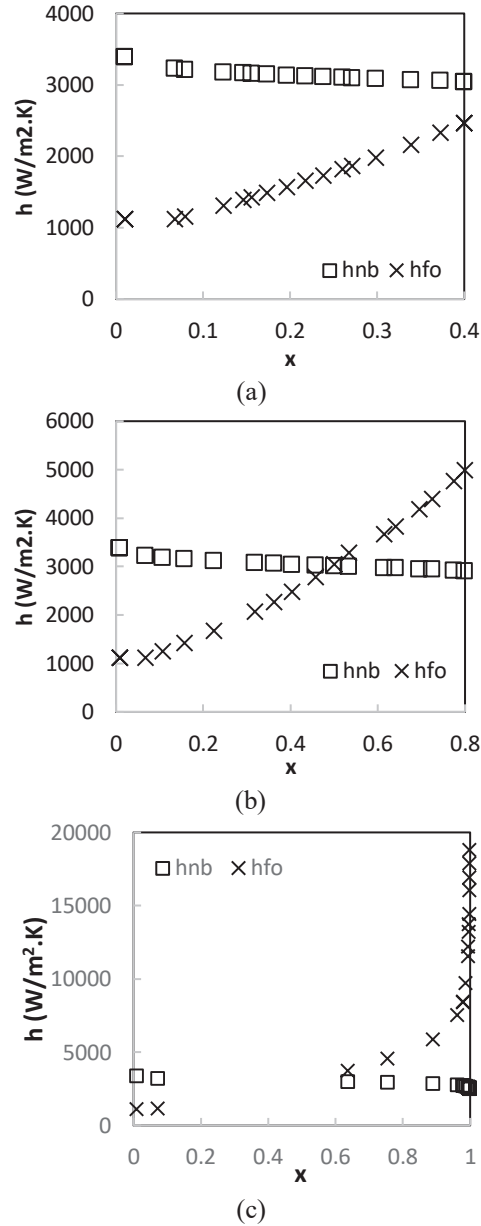 4000
3000
2000
1000
0
h (W/m2.K)
□ hnb × hfo
0 0.1 0.2 0.3 0.4
x
(a)
6000
5000
4000
3000
2000
1000
0
h (W/m2.K)
□ hnb × hfo
0 0.2 0.4 0.6 0.8
x
(b)
20000
15000
10000
5000
0
h (W/m².K)
□ hnb × hfo
0 0.2 0.4 0.6 0.8 1
x
(c)